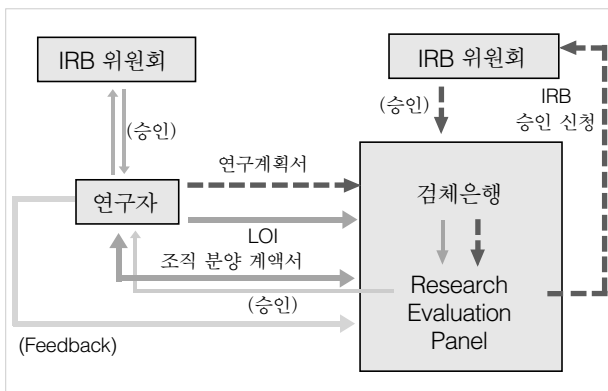 IRB 위원회
IRB 위원회
(승인)
(승인)
IRB
승인 신청
연구계획서
연구자
검체은행
LOI
조직 분양 계액서
(승인)
Research
Evaluation
Panel
(Feedback)